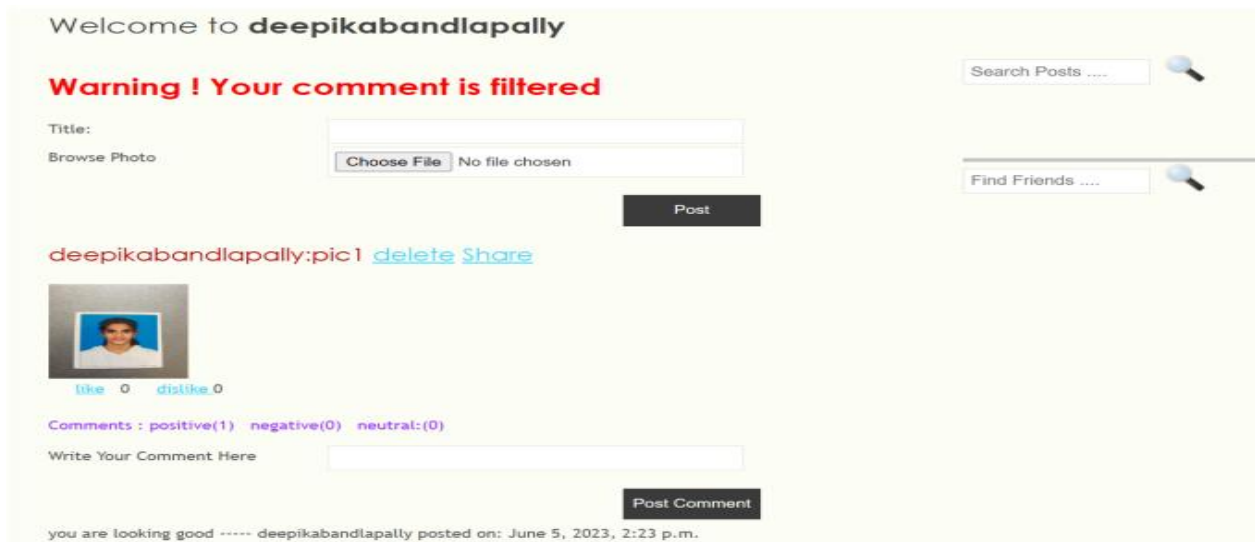 Welcome to deepikabandlapally
Warning ! Your comment is filtered
Search Posts ....
Title:
Browse Photo
Choose File No file chosen
Find Friends ....
Post
deepikabandlapally:pic1 delete Share
like 0 dislike 0
Comments : positive(1) negative(0) neutral:(0)
Write Your Comment Here
Post Comment
you are looking good ----- deepikabandlapally posted on: June 5, 2023, 2:23 p.m.